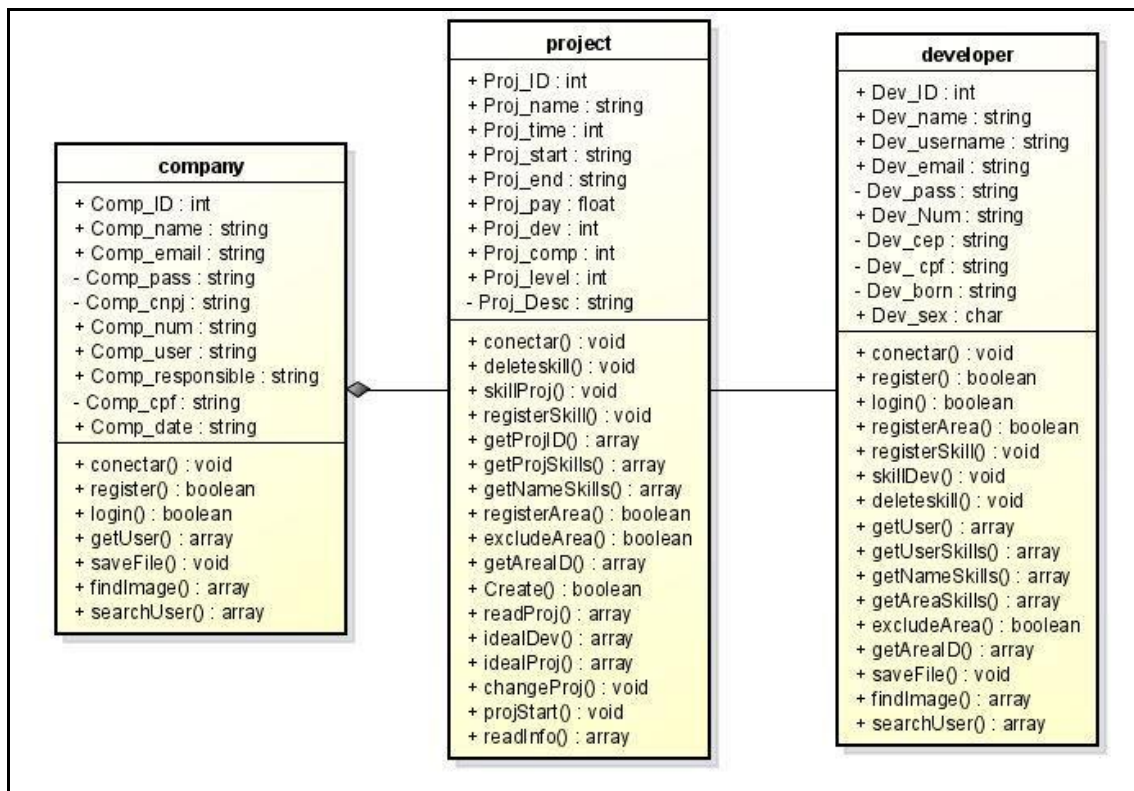 company
+ Comp_ID : int
+ Comp_name : string
+ Comp_email : string
- Comp_pass : string
- Comp_cnpj : string
+ Comp_num : string
+ Comp_user : string
+ Comp_responsible : string
- Comp_cpf : string
+ Comp_date : string
+ conectar() : void
+ register() : boolean
+ login() : boolean
+ getUser() : array
+ saveFile() : void
+ findImage() : array
+ searchUser() : array
project
+ Proj_ID : int
+ Proj_name : string
+ Proj_time : int
+ Proj_start : string
+ Proj_end : string
+ Proj_pay : float
+ Proj_dev : int
+ Proj_comp : int
+ Proj_level : int
- Proj_Desc : string
+ conectar() : void
+ deleteskill() : void
+ skillProj() : void
+ registerSkill() : void
+ getProjID() : array
+ getProjSkills() : array
+ getNameSkills() : array
+ registerArea() : boolean
+ excludeArea() : boolean
+ getAreaID() : array
+ Create() : boolean
+ readProj() : array
+ idealDev() : array
+ idealProj() : array
+ changeProj() : void
+ projStart() : void
+ readInfo() : array
developer
+ Dev_ID : int
+ Dev_name : string
+ Dev_username : string
+ Dev_email : string
- Dev_pass : string
+ Dev_Num : string
- Dev_cep : string
- Dev_ cpf : string
- Dev_born : string
+ Dev_sex : char
+ conectar() : void
+ register() : boolean
+ login() : boolean
+ registerArea() : boolean
+ registerSkill() : void
+ skillDev() : void
+ deleteskill() : void
+ getUser() : array
+ getUserSkills() : array
+ getNameSkills() : array
+ getAreaSkills() : array
+ excludeArea() : boolean
+ getAreaID() : array
+ saveFile() : void
+ findImage() : array
+ searchUser() : array